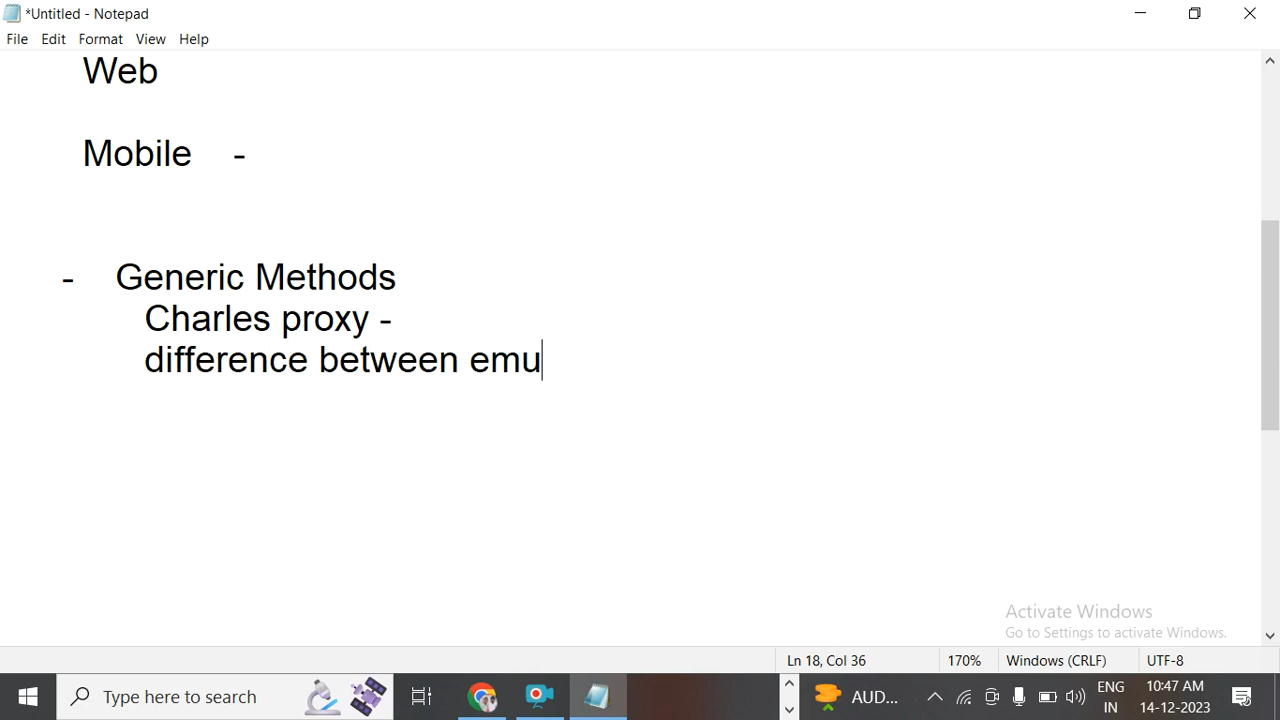 *Untitled - Notepad
File Edit Format View Help
Web
Mobile -
- Generic Methods
Charles proxy -
difference between emu
Activate Windows
Go to Settings to activate Windows.
Ln 18, Col 36 170% Windows (CRLF) UTF-8
Type here to search AUD... ENG 10:47 AM
IN 14-12-2023